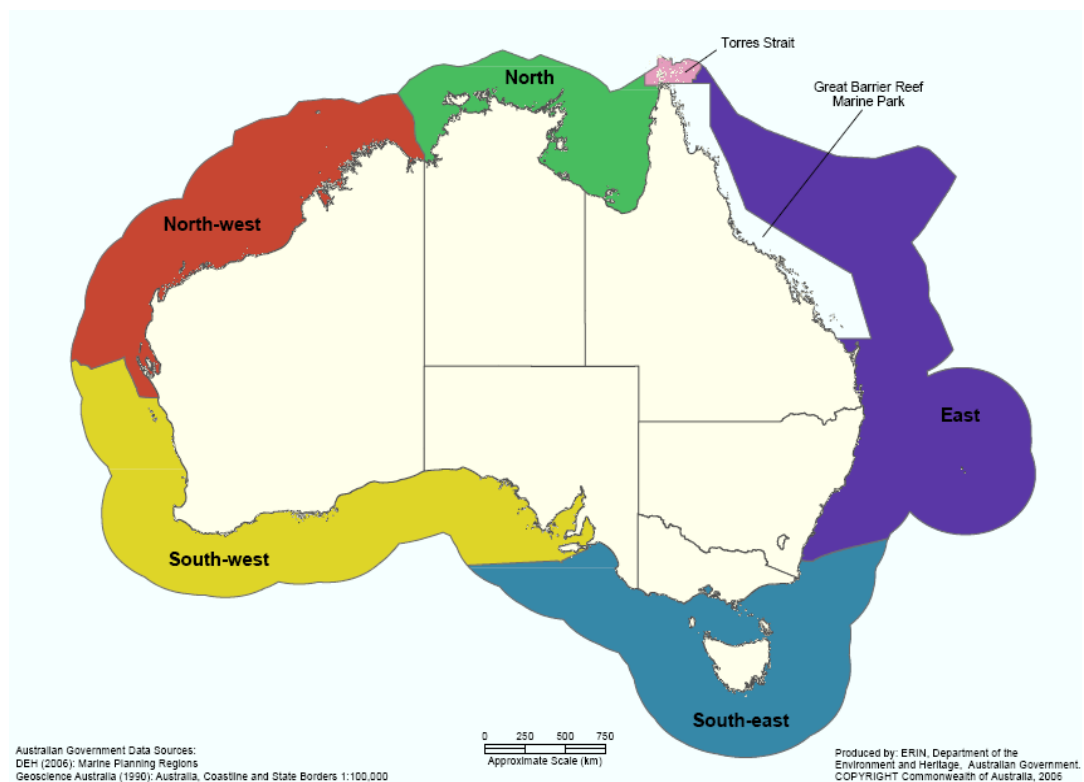 Torres Strait
North
Great Barrier Reef
Marine Park
North-west
East
South-west
South-east
0 250 500 750
Approximate Scale (km)
Australian Government Data Sources:
DEH (2006): Marine Planning Regions
Geoscience Australia (1990): Australia, Coastline and State Borders 1:100,000
Produced by: ERIN, Department of the
Environment and Heritage, Australian Government.
COPYRIGHT Commonwealth of Australia, 2006